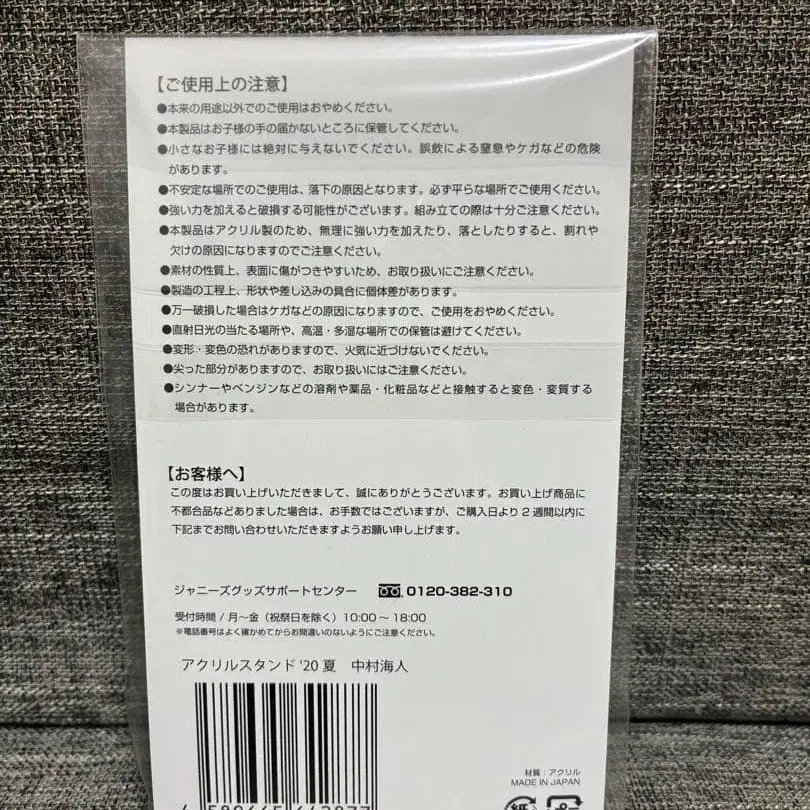 【ご使用上の注意】
●本来の用途以外でのご使用はおやめください。
●本製品はお子様の手の届かないところに保管してください。
●小さなお子様には絶対に与えないでください。誤飲による窒息やケガなどの危険
があります。
●不安定な場所でのご使用は、落下の原因となります。必ず平らな場所でご使用ください。
●強い力を加えると破損する可能性がございます。組み立ての際は十分ご注意ください。
●本製品はアクリル製のため、無理に強い力を加えたり、落としたりすると、割れや
欠けの原因になりますのでご注意ください。
●素材の性質上、表面に傷がつきやすいため、お取り扱いにご注意ください。
●製造の工程上、形状や差し込みの具合に個体差があります。
●万一破損した場合はケガなどの原因になりますので、ご使用をおやめください。
●直射日光の当たる場所や、高温・多湿な場所での保管は避けてください。
●変形・変色の恐れがありますので、火気に近づけないでください。
●尖った部分がありますので、お取り扱いにはご注意ください。
●シンナーやベンジンなどの溶剤や薬品・化粧品などと接触すると変色・変質する
場合があります。
【お客様へ】
この度はお買い上げいただきまして、誠にありがとうございます。お買い上げ商品に
不都合品などありました場合は、お手数ではございますが、ご購入日より2週間以内に
下記までお問い合わせいただきますようお願い申し上げます。
ジャニーズグッズサポートセンター 0120-382-310
受付時間 / 月〜金（祝祭日を除く）10:00〜18:00
※電話番号はよく確かめてからお間違いのないようにご注意ください。
アクリルスタンド '20 夏 中村海人
材質：アクリル
MADE IN JAPAN
紙